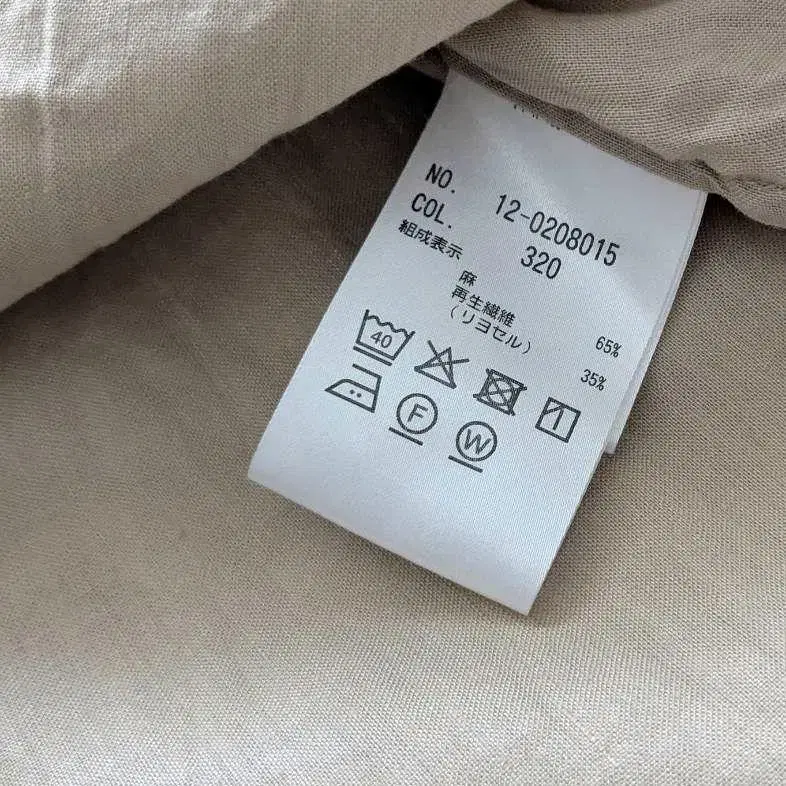 NO. 12-0208015
COL. 320
組成表示
麻 65%
再生繊維
(リヨセル) 35%
40
F W